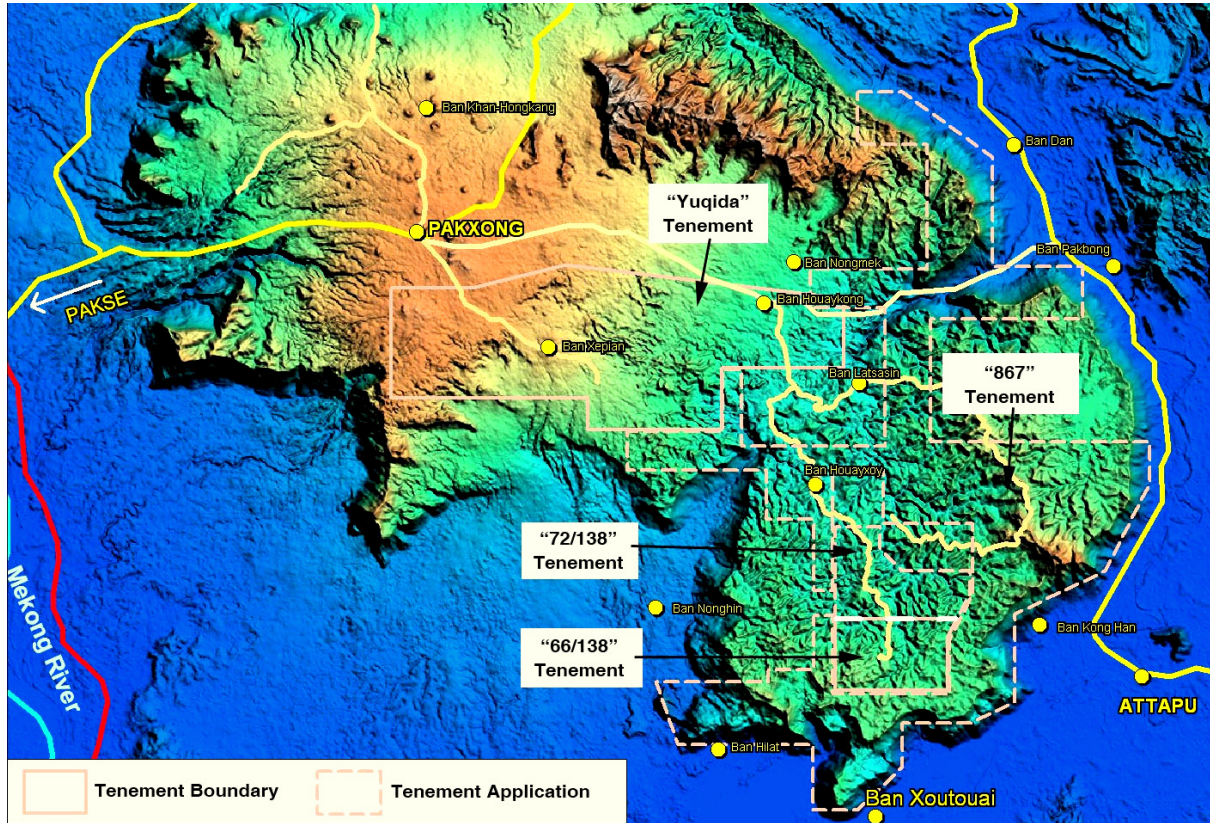 Ban Khan-Hongkang
Ban Dan
“Yuqida”
Tenement
PAKXONG
Ban Pakbong
Ban Nongmek
PAKSE
Ban Houaykong
Ban Xepian
Ban Latsasin
“867”
Tenement
Ban Houayxoy
“72/138”
Tenement
Mekong River
Ban Nonghin
Ban Kong Han
“66/138”
Tenement
ATTAPU
Ban Hilat
Tenement Boundary
Tenement Application
Ban Xoutouai